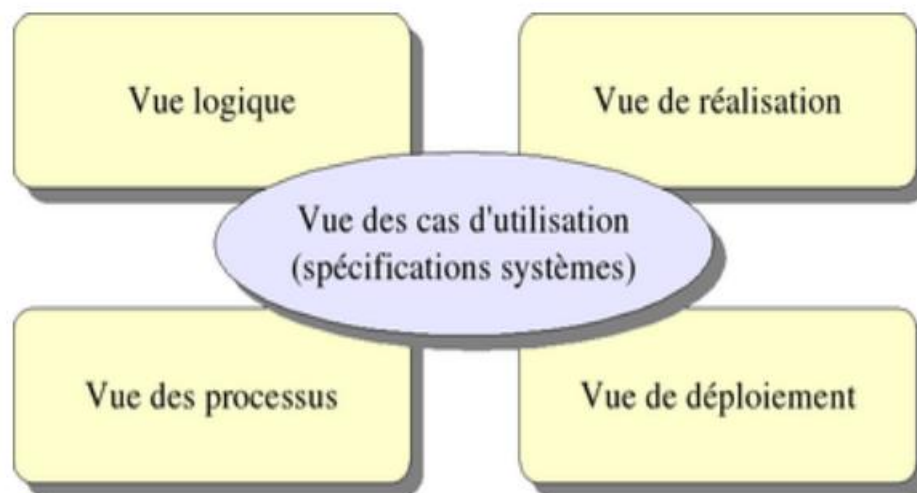 Vue logique
Vue de réalisation
Vue des cas d'utilisation
(spécifications systèmes)
Vue des processus
Vue de déploiement